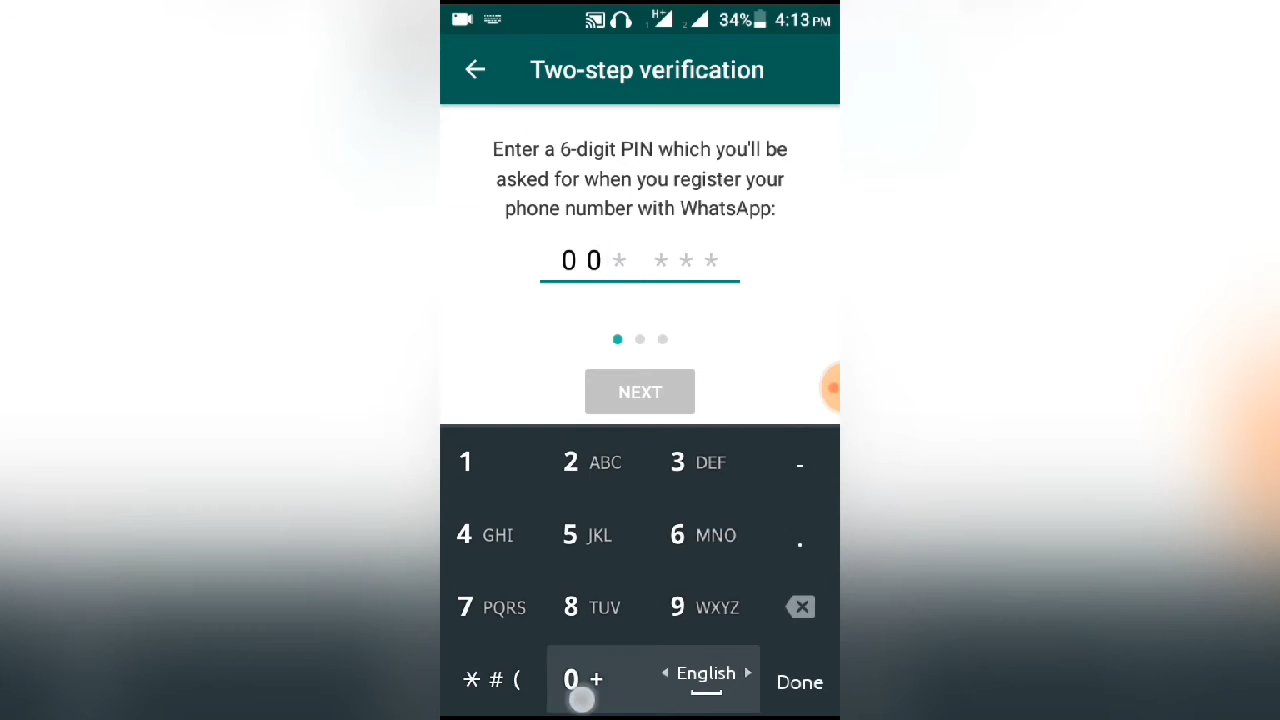 34% 4:13 PM
Two-step verification
Enter a 6-digit PIN which you'll be
asked for when you register your
phone number with WhatsApp:
00* ***
NEXT
1 2 ABC 3 DEF -
4 GHI 5 JKL 6 MNO .
7 PQRS 8 TUV 9 WXYZ
* # ( 0 + English Done